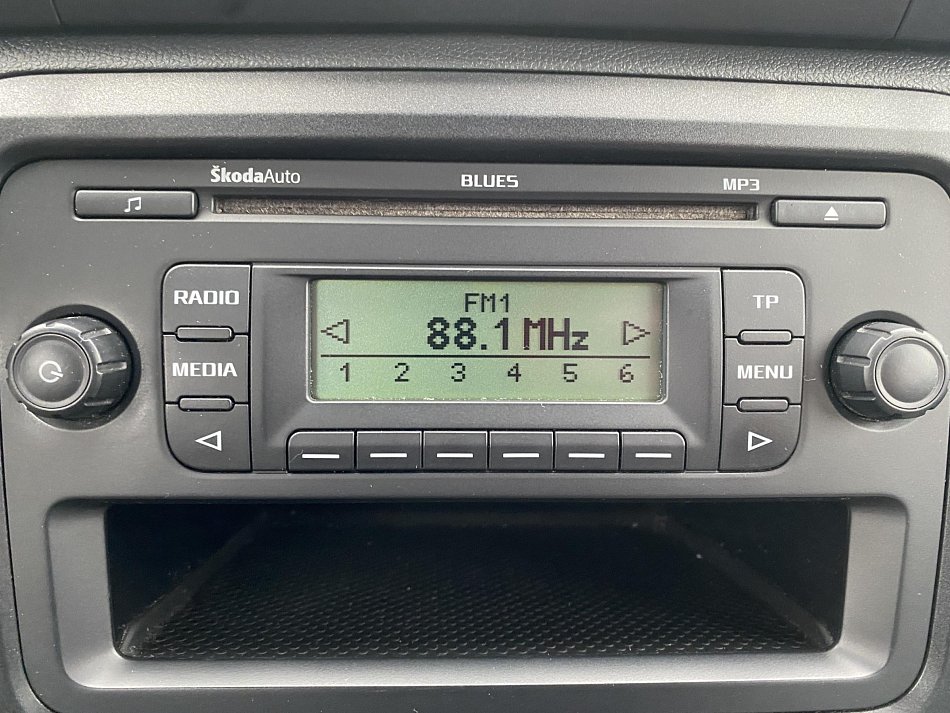 ŠkodaAuto BLUES MP3
RADIO
MEDIA
FM1
88.1 MHz
1 2 3 4 5 6
TP
MENU